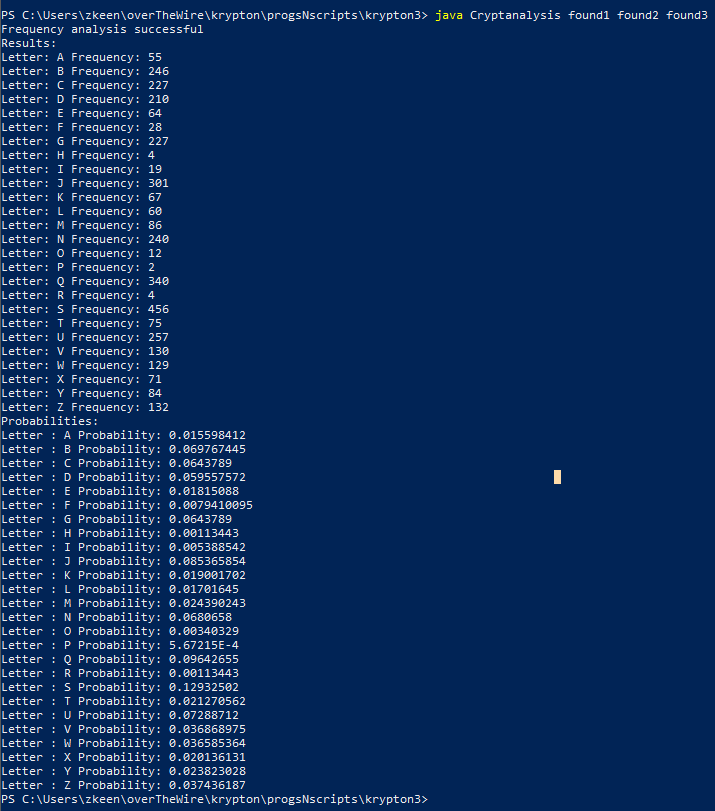 PS C:\Users\zkeen\overTheWire\krypton\progsNscripts\krypton3> java Cryptanalysis found1 found2 found3
Frequency analysis successful
Results:
Letter: A Frequency: 55
Letter: B Frequency: 246
Letter: C Frequency: 227
Letter: D Frequency: 210
Letter: E Frequency: 64
Letter: F Frequency: 28
Letter: G Frequency: 227
Letter: H Frequency: 4
Letter: I Frequency: 19
Letter: J Frequency: 301
Letter: K Frequency: 67
Letter: L Frequency: 60
Letter: M Frequency: 86
Letter: N Frequency: 240
Letter: O Frequency: 12
Letter: P Frequency: 2
Letter: Q Frequency: 340
Letter: R Frequency: 4
Letter: S Frequency: 456
Letter: T Frequency: 75
Letter: U Frequency: 257
Letter: V Frequency: 130
Letter: W Frequency: 129
Letter: X Frequency: 71
Letter: Y Frequency: 84
Letter: Z Frequency: 132
Probabilities:
Letter : A Probability: 0.015598412
Letter : B Probability: 0.069767445
Letter : C Probability: 0.0643789
Letter : D Probability: 0.059557572
Letter : E Probability: 0.01815088
Letter : F Probability: 0.0079410095
Letter : G Probability: 0.0643789
Letter : H Probability: 0.00113443
Letter : I Probability: 0.005388542
Letter : J Probability: 0.085365854
Letter : K Probability: 0.019001702
Letter : L Probability: 0.01701645
Letter : M Probability: 0.024390243
Letter : N Probability: 0.0680658
Letter : O Probability: 0.00340329
Letter : P Probability: 5.67215E-4
Letter : Q Probability: 0.09642655
Letter : R Probability: 0.00113443
Letter : S Probability: 0.12932502
Letter : T Probability: 0.021270562
Letter : U Probability: 0.07288712
Letter : V Probability: 0.036868975
Letter : W Probability: 0.036585364
Letter : X Probability: 0.020136131
Letter : Y Probability: 0.023823028
Letter : Z Probability: 0.037436187
PS C:\Users\zkeen\overTheWire\krypton\progsNscripts\krypton3>